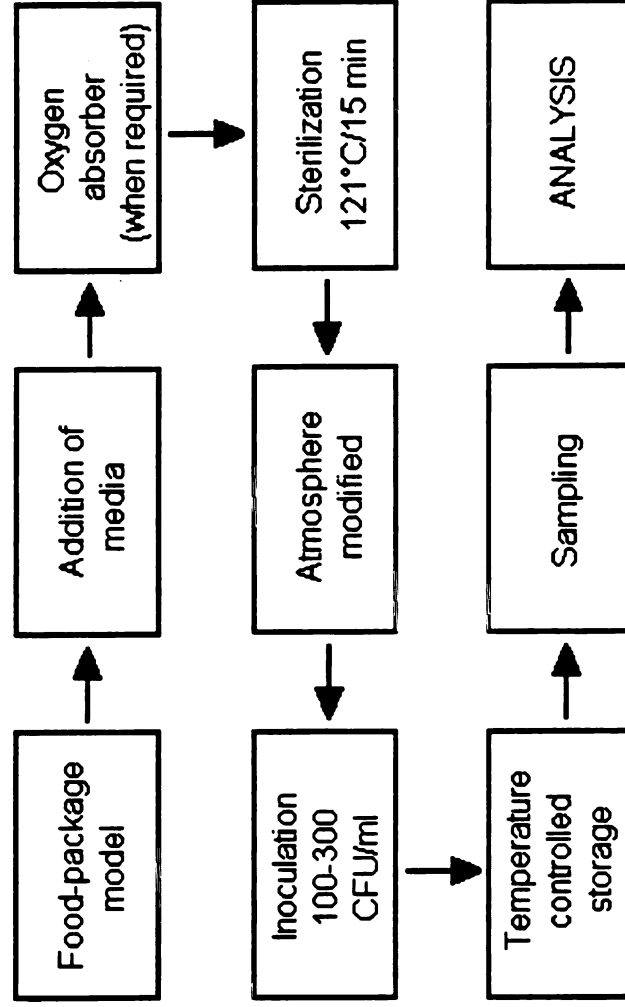 Food-package
model
Addition of
media
Oxygen
absorber
(when required)
Sterilization
121°C/15 min
Atmosphere
modified
Inoculation
100-300
CFU/ml
Temperature
controlled
storage
Sampling
ANALYSIS